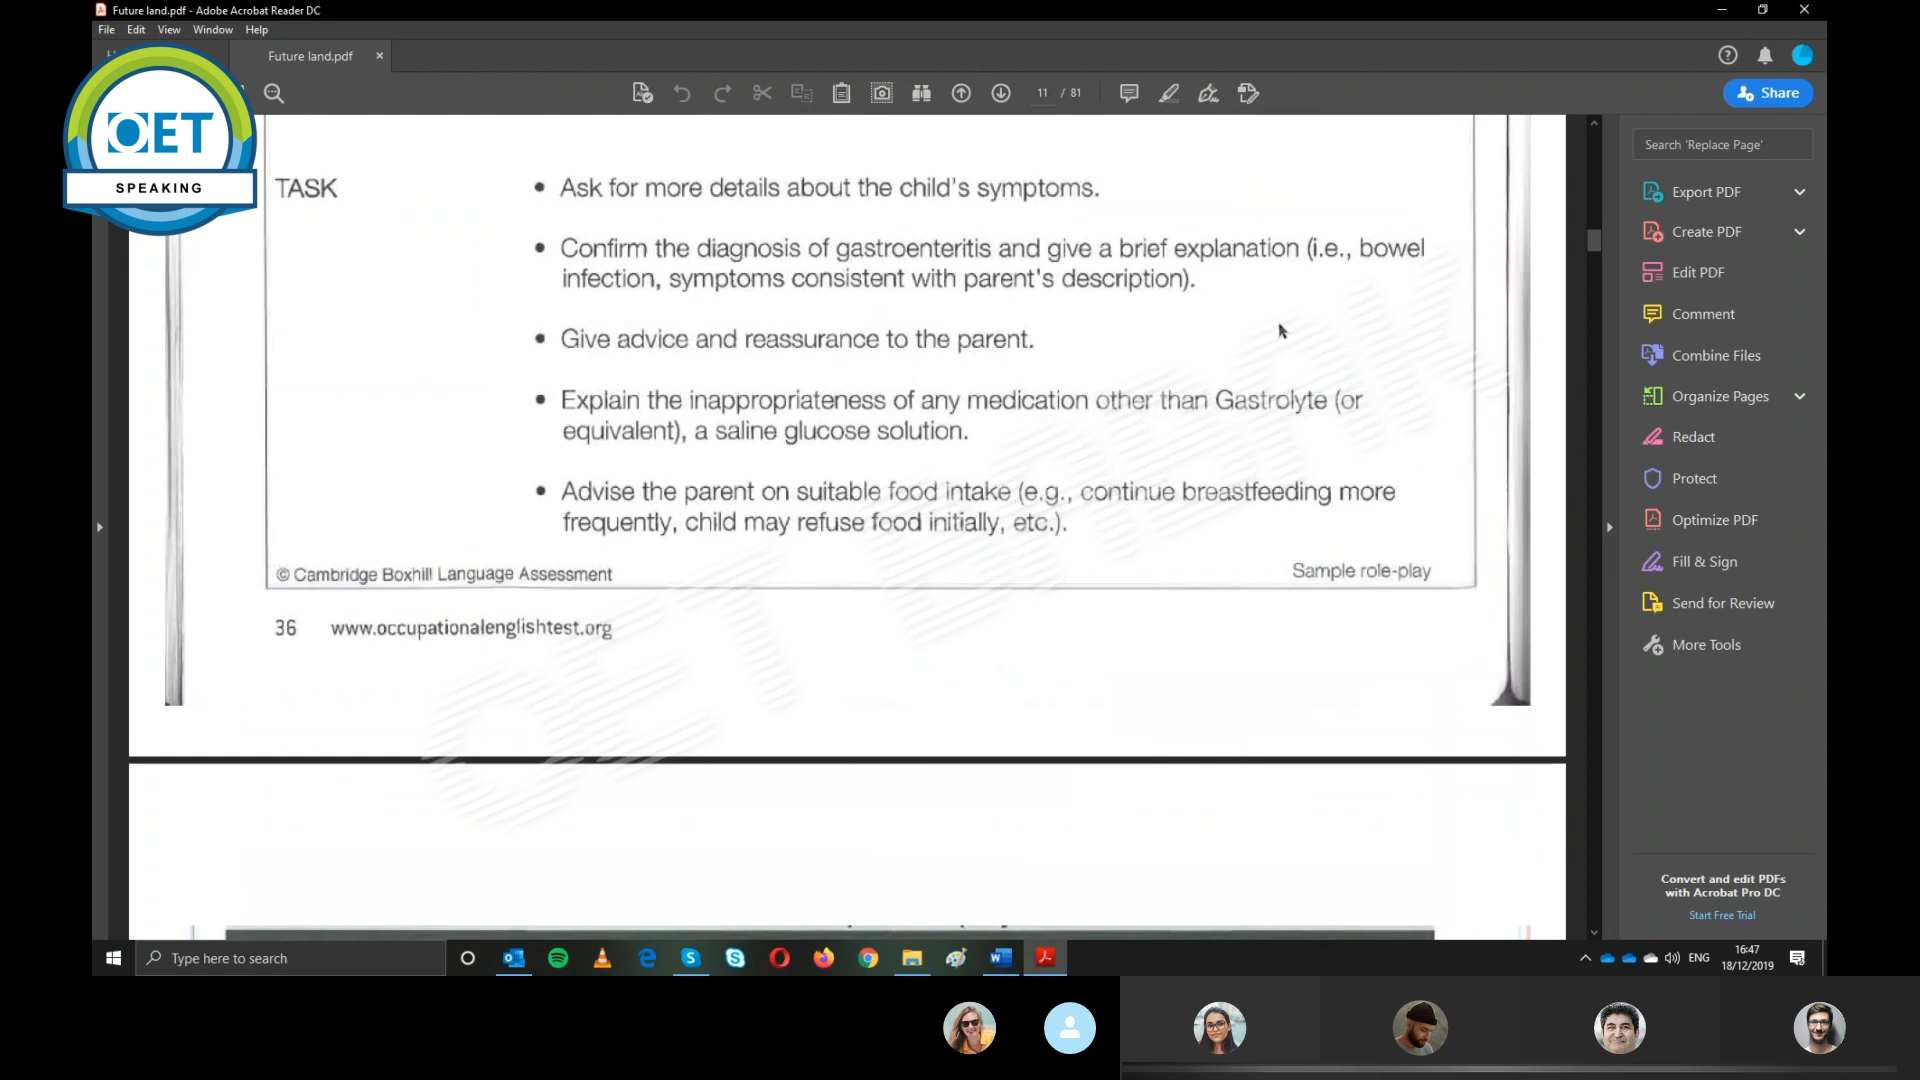 Future land.pdf - Adobe Acrobat Reader DC
File Edit View Window Help
Future land.pdf
11 / 81
Share
OET
SPEAKING
Search 'Replace Page'
TASK
• Ask for more details about the child's symptoms.
• Confirm the diagnosis of gastroenteritis and give a brief explanation (i.e., bowel
infection, symptoms consistent with parent's description).
• Give advice and reassurance to the parent.
• Explain the inappropriateness of any medication other than Gastrolyte (or
equivalent), a saline glucose solution.
• Advise the parent on suitable food intake (e.g., continue breastfeeding more
frequently, child may refuse food initially, etc.).
© Cambridge Boxhill Language Assessment
Sample role-play
36 www.occupationalenglishtest.org
OET BANK
Export PDF
Create PDF
Edit PDF
Comment
Combine Files
Organize Pages
Redact
Protect
Optimize PDF
Fill & Sign
Send for Review
More Tools
Convert and edit PDFs
with Acrobat Pro DC
Start Free Trial
Type here to search
ENG
16:47
18/12/2019